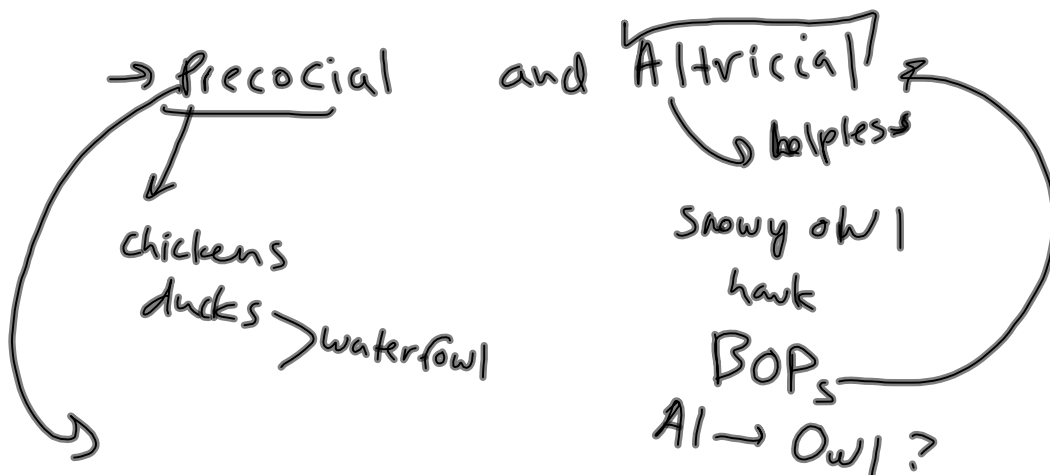 → Precocial and Altricial
helpless
chickens
ducks > waterfowl
snowy owl
hawk
BOPs
Al → Owl ?